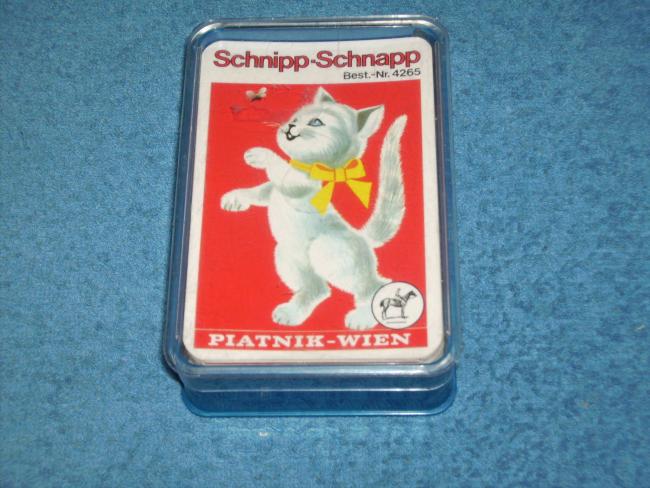 Schnipp-Schnapp
Best.-Nr. 4265
PIATNIK-WIEN